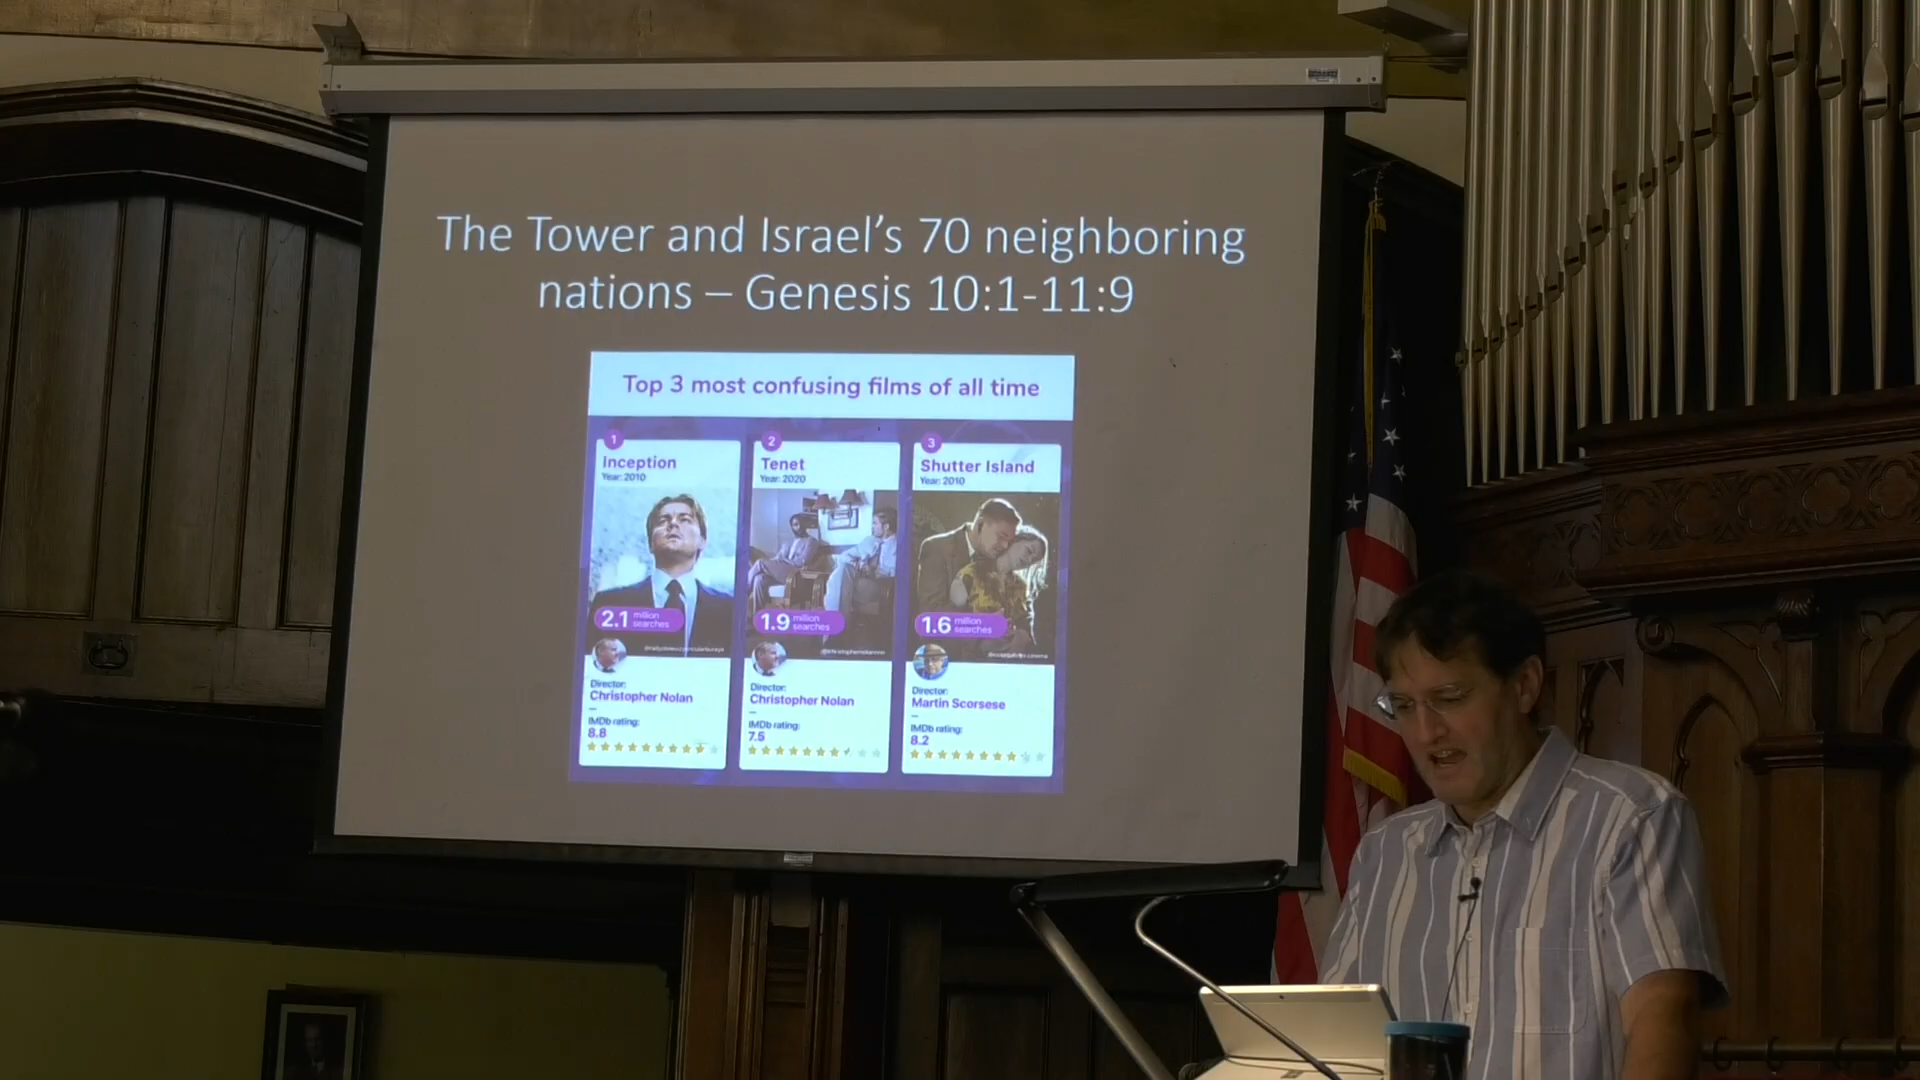 The Tower and Israel's 70 neighboring
nations – Genesis 10:1-11:9
Top 3 most confusing films of all time
1
Inception
Year: 2010
2.1 million
searches
Director:
Christopher Nolan
–
IMDb rating:
8.8
2
Tenet
Year: 2020
1.9 million
searches
Director:
Christopher Nolan
–
IMDb rating:
7.5
3
Shutter Island
Year: 2010
1.6 million
searches
Director:
Martin Scorsese
–
IMDb rating:
8.2